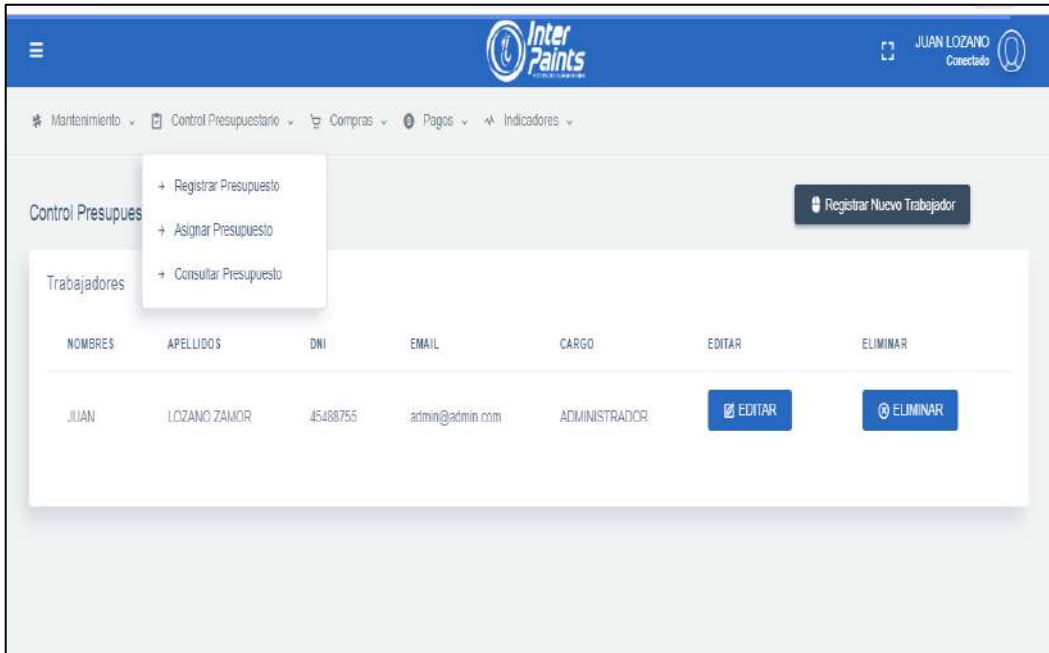 Inter
Paints
JUAN LOZANO
Conectado
Mantenimiento Control Presupuestario Compras Pagos Indicadores
Registrar Presupuesto
Asignar Presupuesto
Consultar Presupuesto
Control Presupues
Registrar Nuevo Trabajador
Trabajadores
NOMBRES APELLIDOS DNI EMAIL CARGO EDITAR ELIMINAR
JUAN LOZANO ZAMOR 45488755 admin@admin.com ADMINISTRADOR EDITAR ELIMINAR